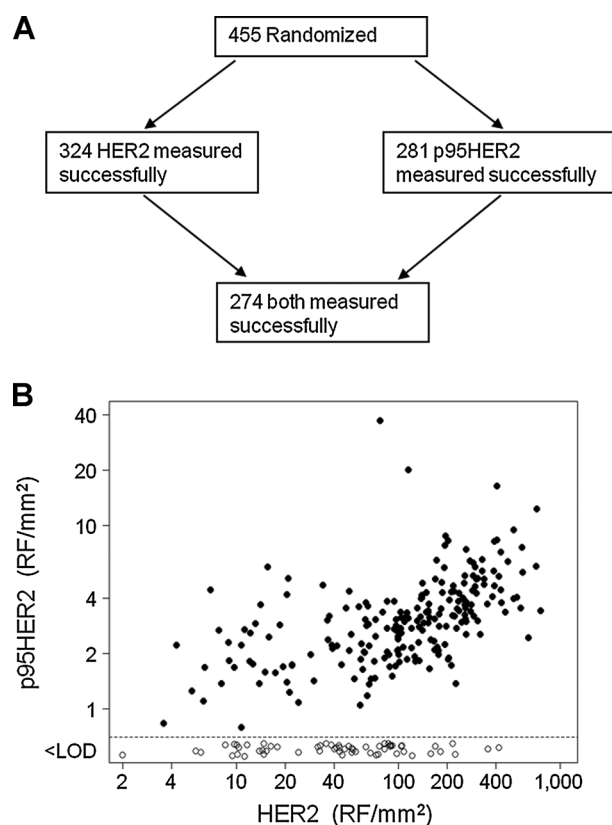 A
455 Randomized
324 HER2 measured
successfully
281 p95HER2
measured successfully
274 both measured
successfully
B
p95HER2 (RF/mm²)
40
20
10
4
2
1
<LOD
2 4 10 20 40 100 200 400 1,000
HER2 (RF/mm²)